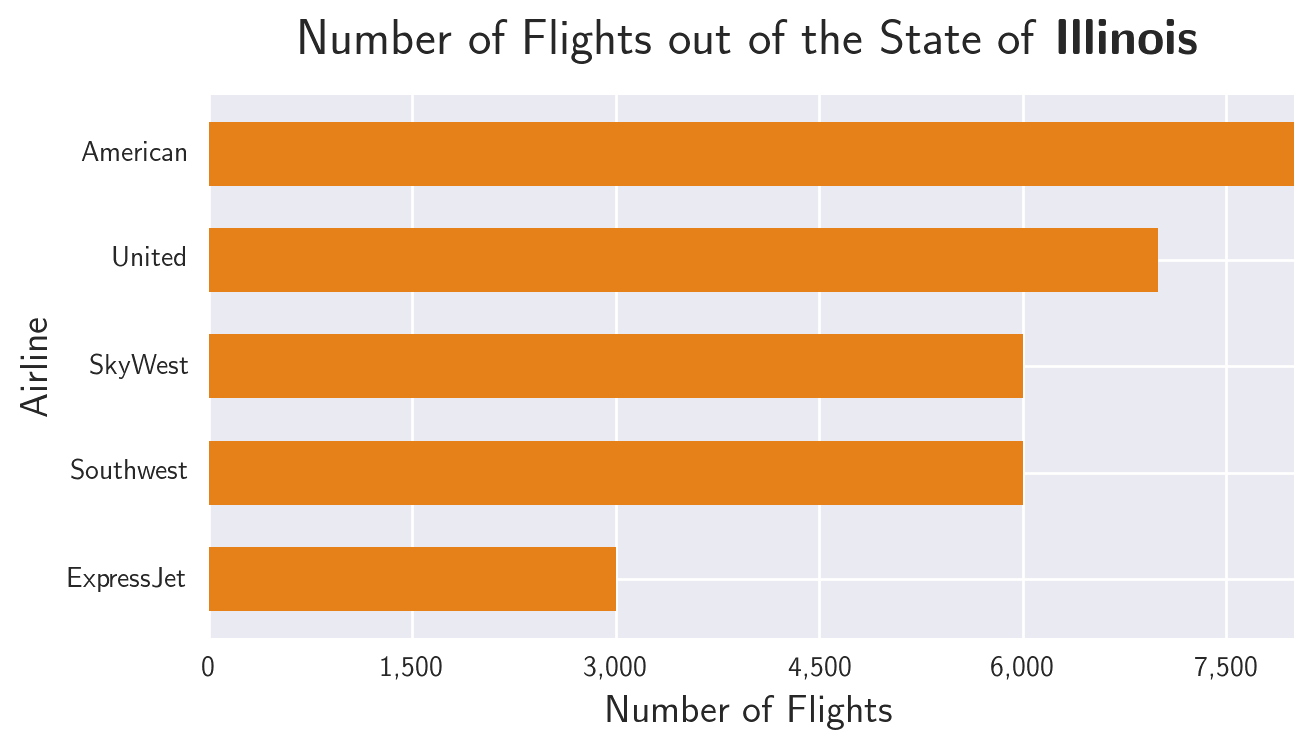 Number of Flights out of the State of Illinois
American
United
SkyWest
Southwest
ExpressJet
Airline
0 1,500 3,000 4,500 6,000 7,500
Number of Flights